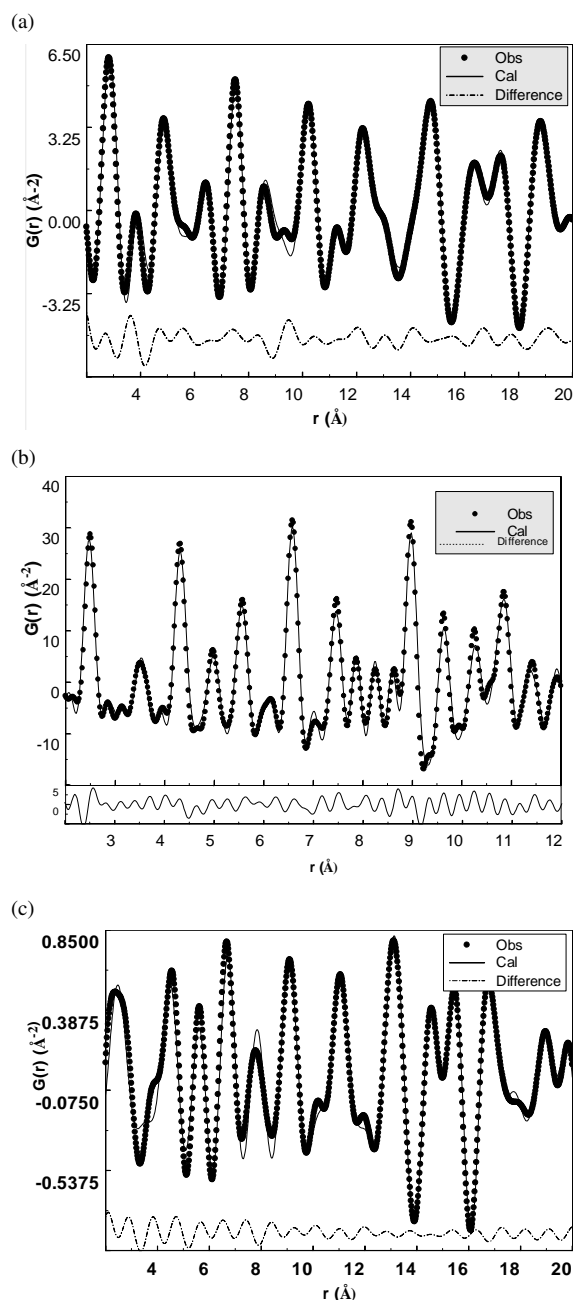 (a)
6.50
3.25
0.00
-3.25
G(r) (Å-2)
Obs
Cal
Difference
4 6 8 10 12 14 16 18 20
r (Å)
(b)
40
30
20
10
0
-10
5
0
G(r) (Å-2)
Obs
Cal
Difference
3 4 5 6 7 8 9 10 11 12
r (Å)
(c)
0.8500
0.3875
-0.0750
-0.5375
G(r) (Å-2)
Obs
Cal
Difference
4 6 8 10 12 14 16 18 20
r (Å)